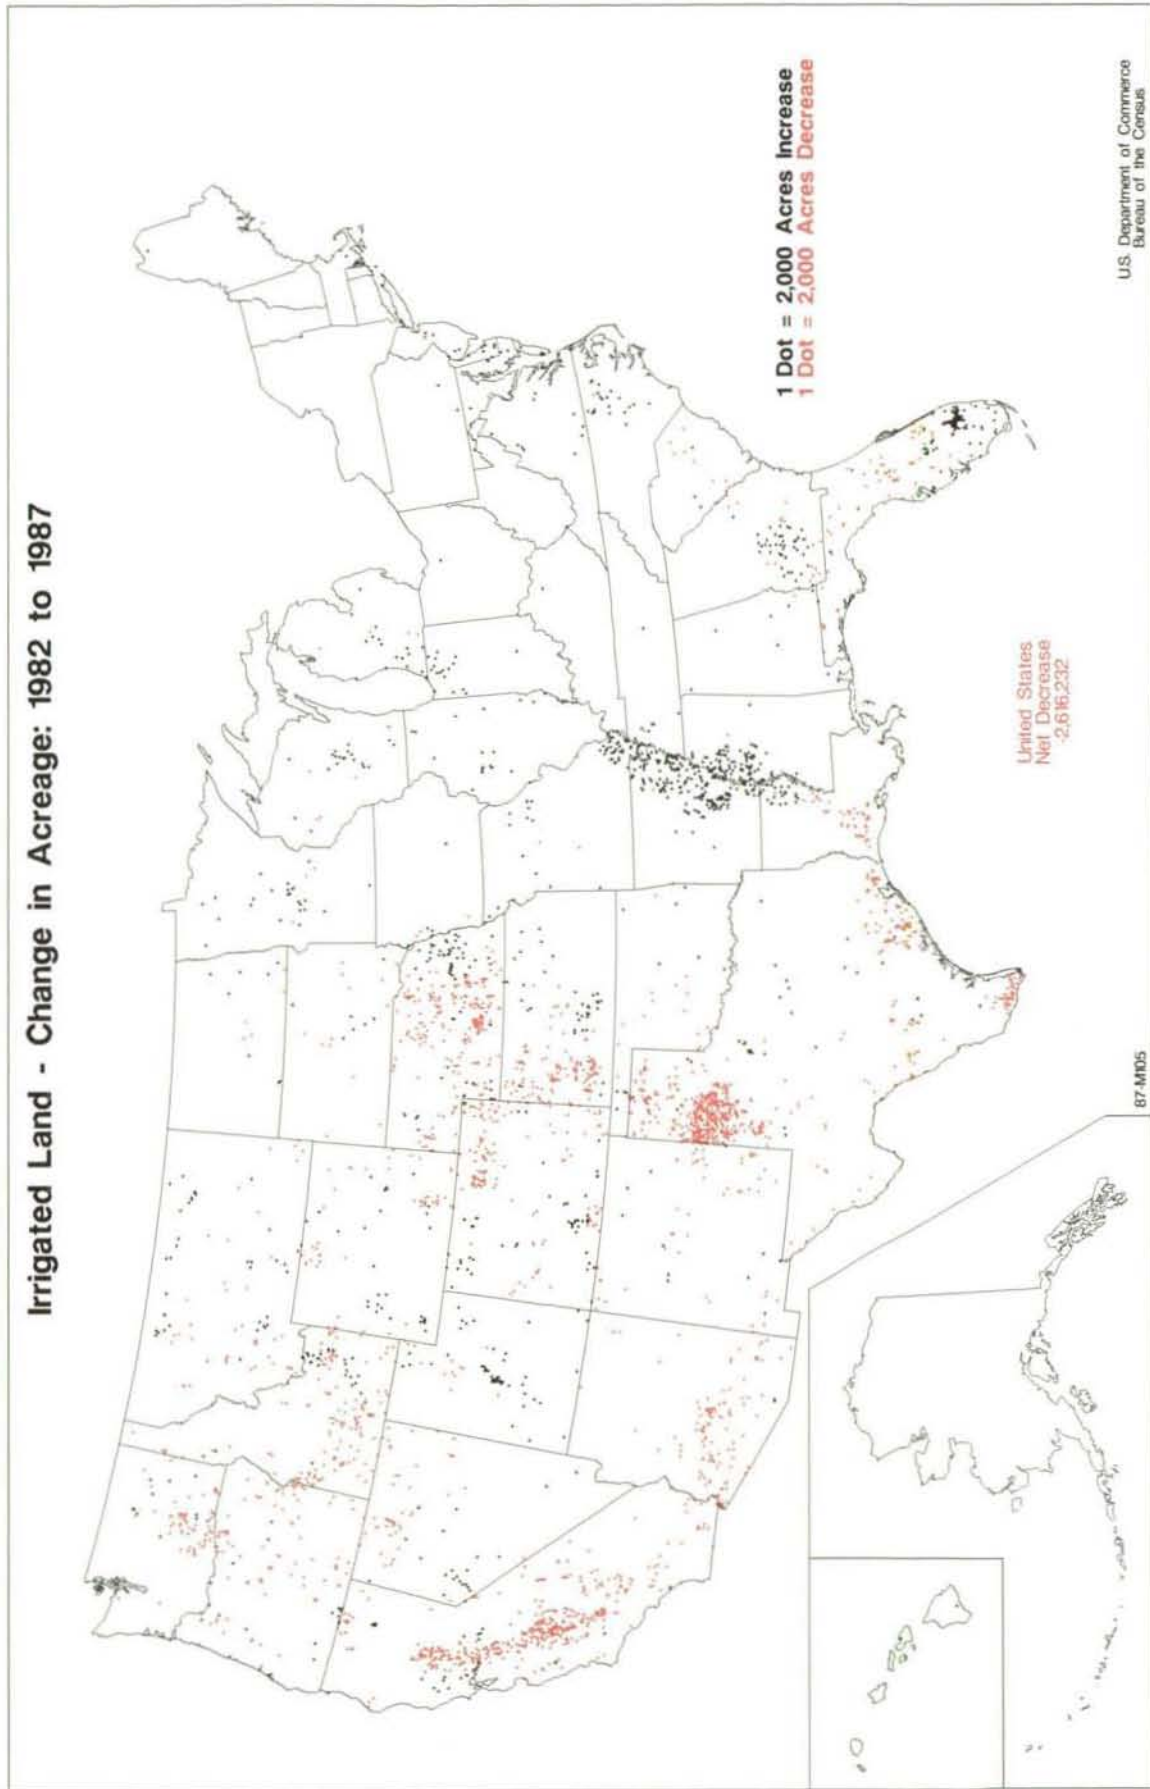 Irrigated Land - Change in Acreage: 1982 to 1987
1 Dot = 2,000 Acres Increase
1 Dot = 2,000 Acres Decrease
United States
Net Decrease
-2,616,232
87-M105
U.S. Department of Commerce
Bureau of the Census